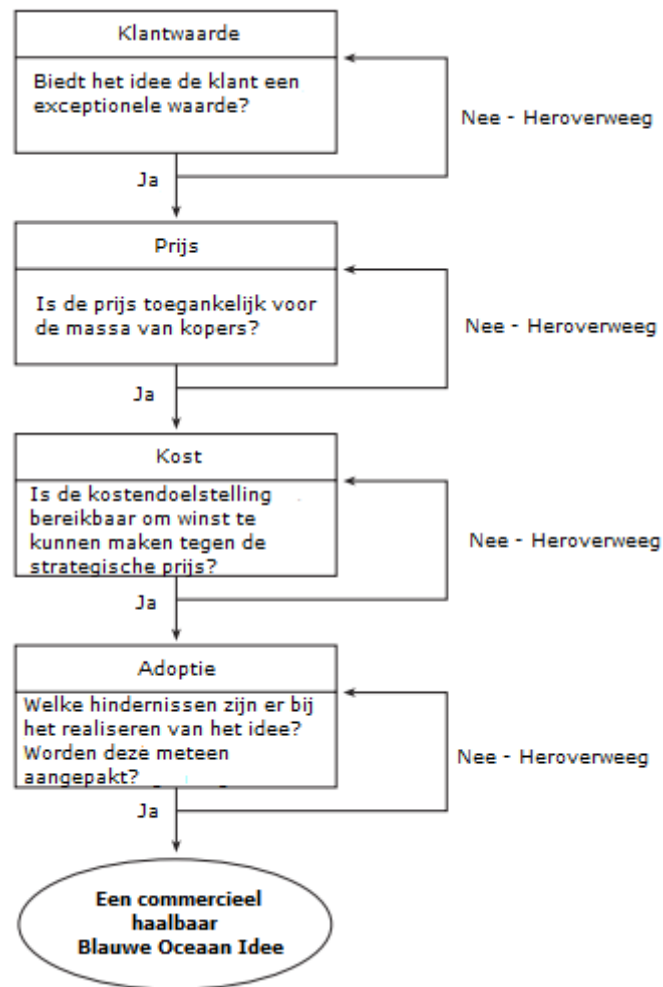 Klantwaarde
Biedt het idee de klant een
exceptionele waarde?
Nee - Heroverweeg
Ja
Prijs
Is de prijs toegankelijk voor
de massa van kopers?
Nee - Heroverweeg
Ja
Kost
Is de kostendoelstelling
bereikbaar om winst te
kunnen maken tegen de
strategische prijs?
Nee - Heroverweeg
Ja
Adoptie
Welke hindernissen zijn er bij
het realiseren van het idee?
Worden deze meteen
aangepakt?
Nee - Heroverweeg
Ja
Een commercieel
haalbaar
Blauwe Oceaan Idee